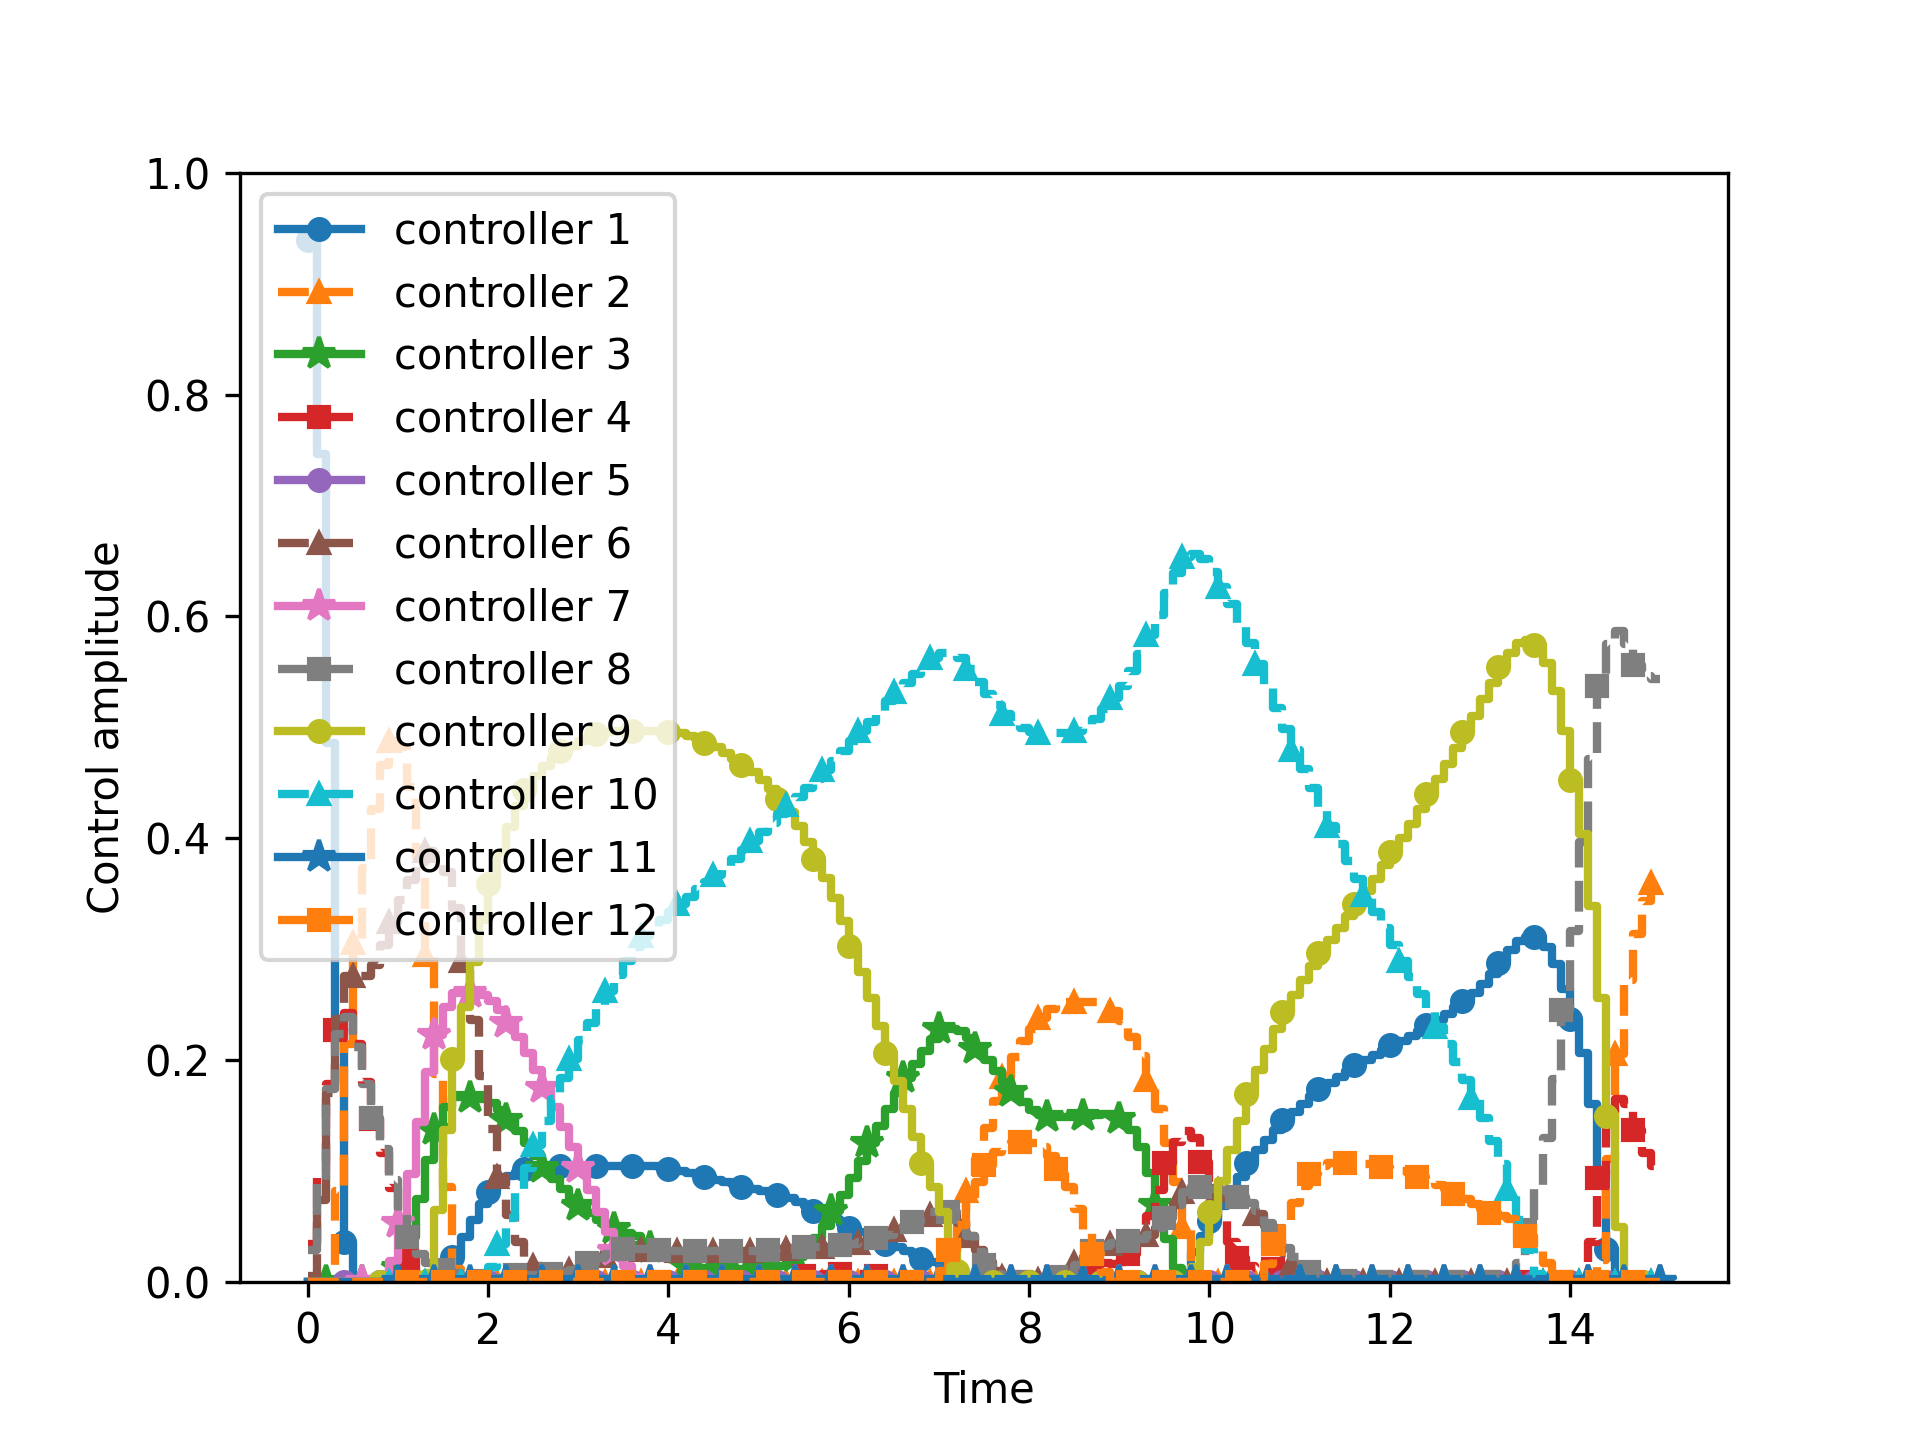 1.0
0.8
0.6
0.4
0.2
0.0
Control amplitude
controller 1
controller 2
controller 3
controller 4
controller 5
controller 6
controller 7
controller 8
controller 9
controller 10
controller 11
controller 12
0 2 4 6 8 10 12 14
Time